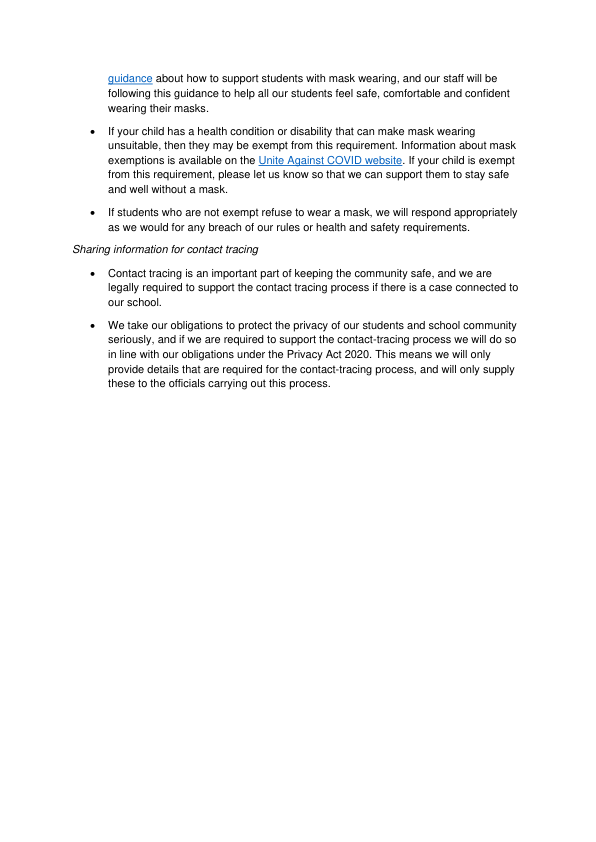 guidance about how to support students with mask wearing, and our staff will be
following this guidance to help all our students feel safe, comfortable and confident
wearing their masks.
• If your child has a health condition or disability that can make mask wearing
unsuitable, then they may be exempt from this requirement. Information about mask
exemptions is available on the Unite Against COVID website. If your child is exempt
from this requirement, please let us know so that we can support them to stay safe
and well without a mask.
• If students who are not exempt refuse to wear a mask, we will respond appropriately
as we would for any breach of our rules or health and safety requirements.
Sharing information for contact tracing
• Contact tracing is an important part of keeping the community safe, and we are
legally required to support the contact tracing process if there is a case connected to
our school.
• We take our obligations to protect the privacy of our students and school community
seriously, and if we are required to support the contact-tracing process we will do so
in line with our obligations under the Privacy Act 2020. This means we will only
provide details that are required for the contact-tracing process, and will only supply
these to the officials carrying out this process.